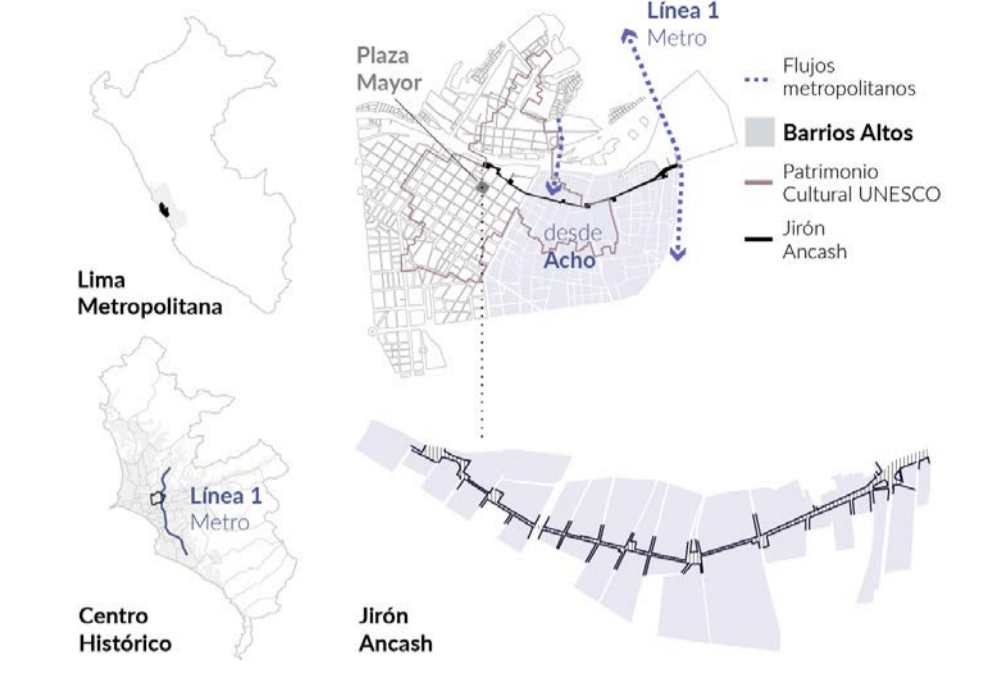 Línea 1
Metro
Plaza
Mayor
Flujos
metropolitanos
Barrios Altos
Patrimonio
Cultural UNESCO
Jirón
Ancash
desde
Acho
Lima
Metropolitana
Línea 1
Metro
Centro
Histórico
Jirón
Ancash